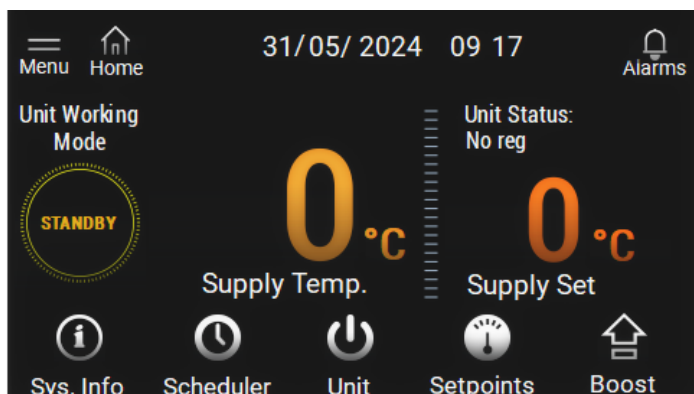 31/05/ 2024 09 17
Menu Home Alarms
Unit Working
Mode
STANDBY
0 °C
Supply Temp.
Unit Status:
No reg
0 °C
Supply Set
i
Sys. Info Scheduler Unit Setpoints Boost